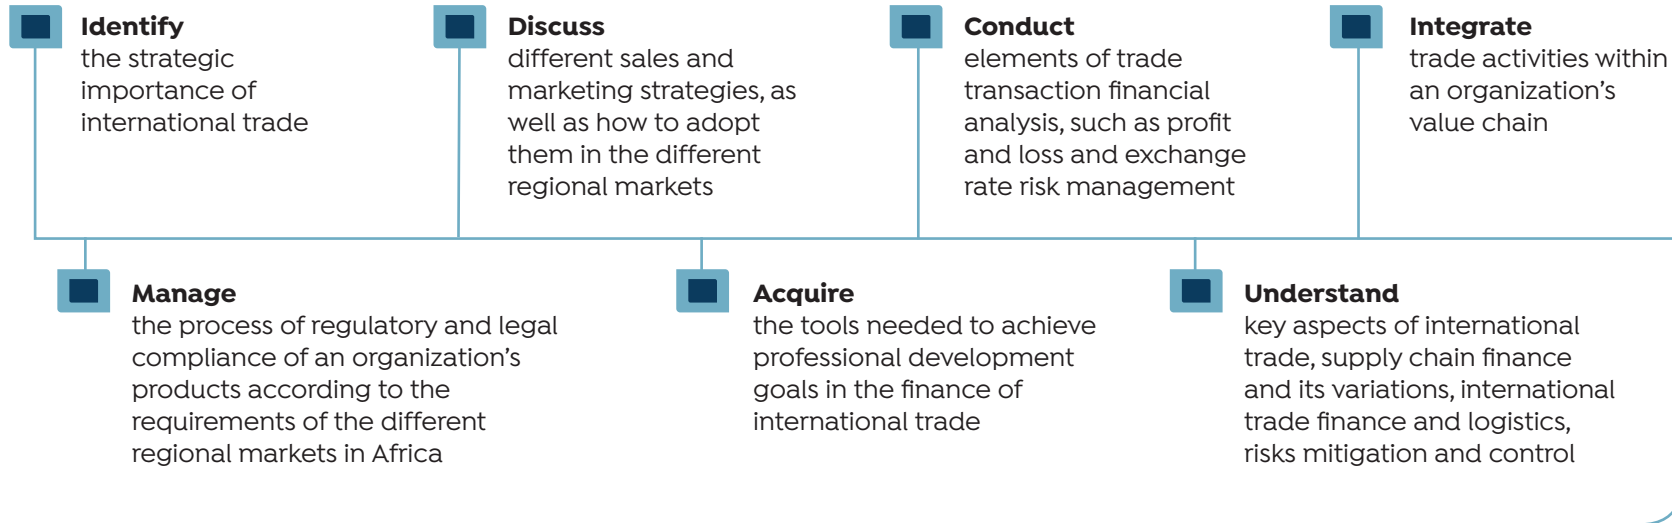 Identify
the strategic
importance of
international trade
Discuss
different sales and
marketing strategies, as
well as how to adopt
them in the different
regional markets
Conduct
elements of trade
transaction financial
analysis, such as profit
and loss and exchange
rate risk management
Integrate
trade activities within
an organization’s
value chain
Manage
the process of regulatory and legal
compliance of an organization’s
products according to the
requirements of the different
regional markets in Africa
Acquire
the tools needed to achieve
professional development
goals in the finance of
international trade
Understand
key aspects of international
trade, supply chain finance
and its variations, international
trade finance and logistics,
risks mitigation and control